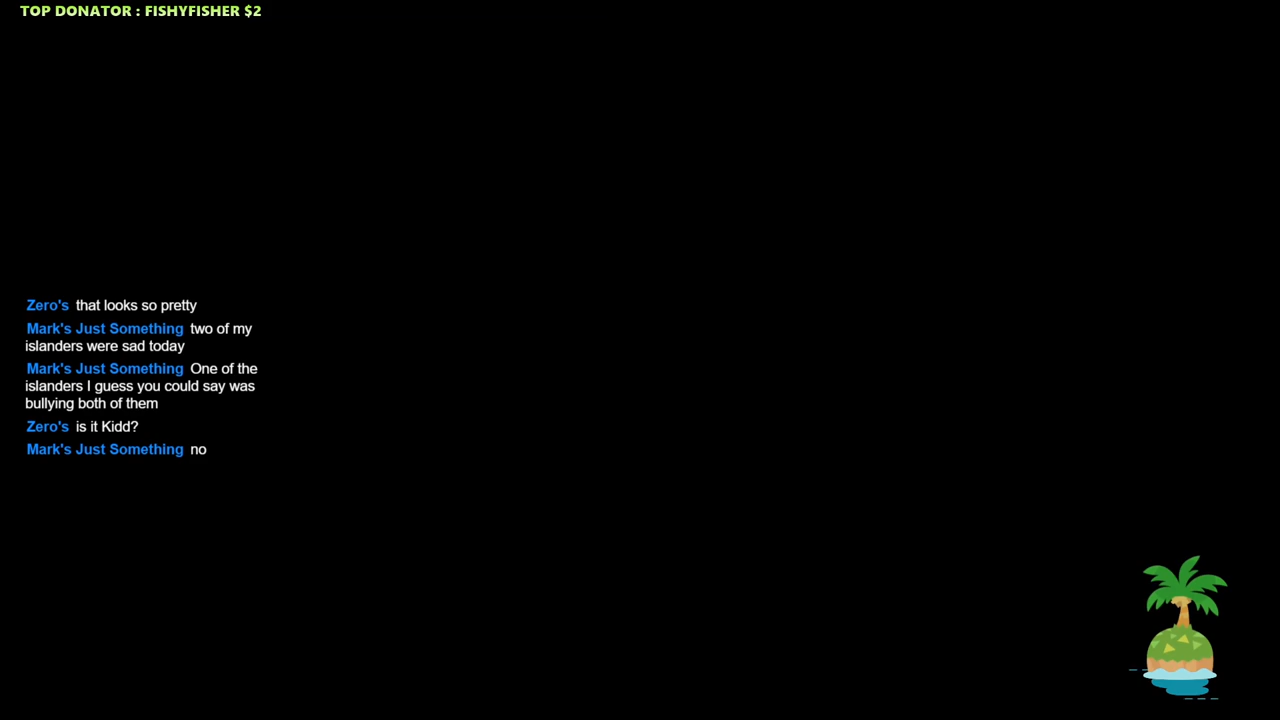 TOP DONATOR : FISHYFISHER $2
Zero's that looks so pretty
Mark's Just Something two of my
islanders were sad today
Mark's Just Something One of the
islanders I guess you could say was
bullying both of them
Zero's is it Kidd?
Mark's Just Something no